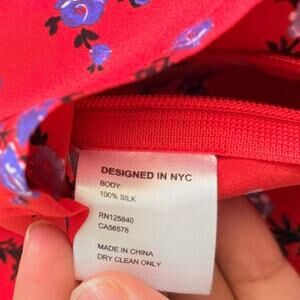 DESIGNED IN NYC
BODY:
100% SILK
RN125840
CA56578
MADE IN CHINA
DRY CLEAN ONLY